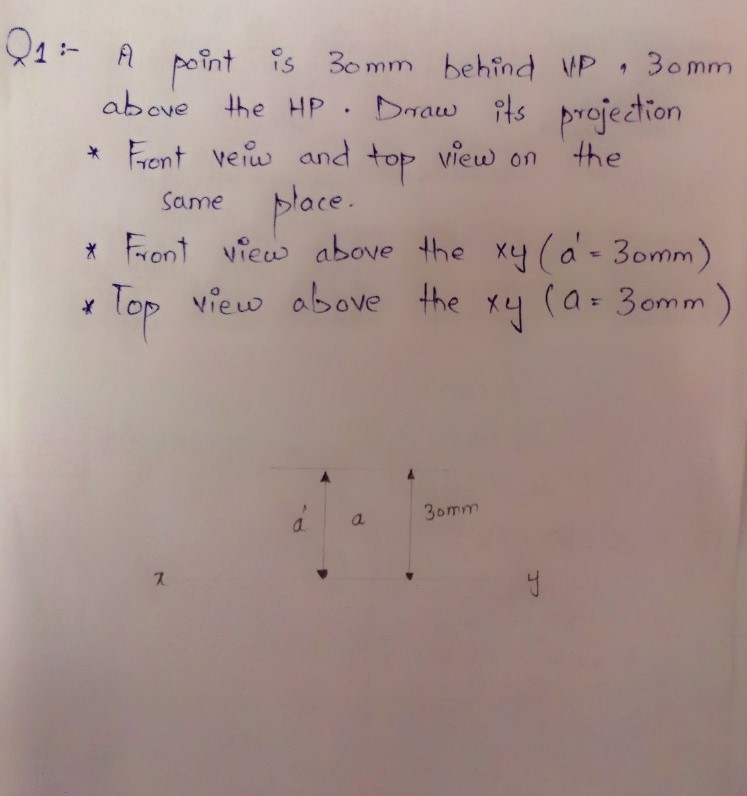 Q1:- A point is 30mm behind VP, 30mm
above the HP. Draw its projection
* Front veiw and top view on the
same place.
* Front view above the xy (a' = 30mm)
* Top view above the xy (a = 30mm)
a' a 30mm
x y